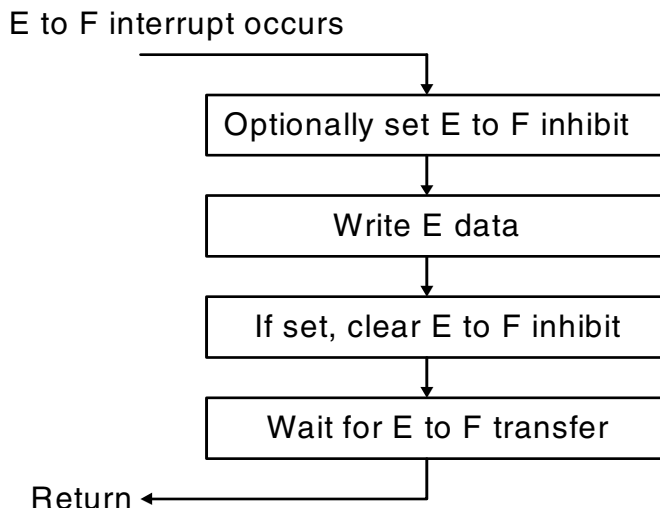 E to F interrupt occurs
Optionally set E to F inhibit
Write E data
If set, clear E to F inhibit
Wait for E to F transfer
Return